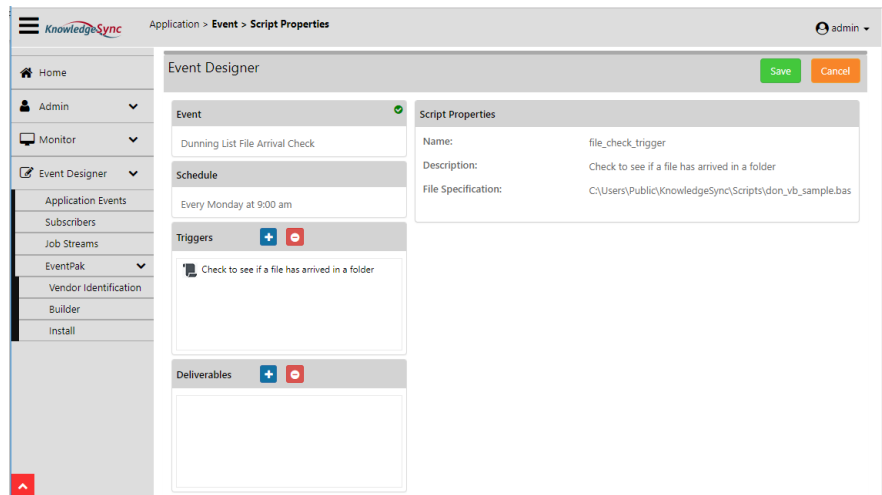 KnowledgeSync
Application > Event > Script Properties
admin
Home
Admin
Monitor
Event Designer
Application Events
Subscribers
Job Streams
EventPak
Vendor Identification
Builder
Install
Event Designer
Save
Cancel
Event
Dunning List File Arrival Check
Schedule
Every Monday at 9:00 am
Triggers
Check to see if a file has arrived in a folder
Deliverables
Script Properties
Name: file_check_trigger
Description: Check to see if a file has arrived in a folder
File Specification: C:\Users\Public\KnowledgeSync\Scripts\don_vb_sample.bas